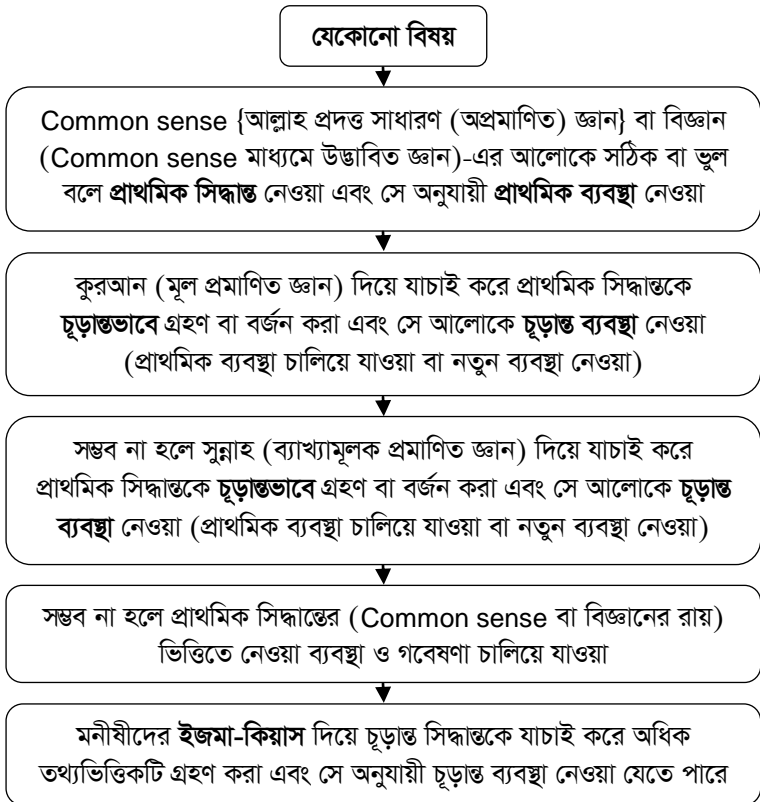 যেকোনো বিষয়
Common sense {আল্লাহ প্রদত্ত সাধারণ (অপ্রমাণিত) জ্ঞান} বা বিজ্ঞান
(Common sense মাধ্যমে উদ্ভাবিত জ্ঞান)-এর আলোকে সঠিক বা ভুল
বলে প্রাথমিক সিদ্ধান্ত নেওয়া এবং সে অনুযায়ী প্রাথমিক ব্যবস্থা নেওয়া
কুরআন (মূল প্রমাণিত জ্ঞান) দিয়ে যাচাই করে প্রাথমিক সিদ্ধান্তকে
চূড়ান্তভাবে গ্রহণ বা বর্জন করা এবং সে আলোকে চূড়ান্ত ব্যবস্থা নেওয়া
(প্রাথমিক ব্যবস্থা চালিয়ে যাওয়া বা নতুন ব্যবস্থা নেওয়া)
সম্ভব না হলে সুন্নাহ (ব্যাখ্যামূলক প্রমাণিত জ্ঞান) দিয়ে যাচাই করে
প্রাথমিক সিদ্ধান্তকে চূড়ান্তভাবে গ্রহণ বা বর্জন করা এবং সে আলোকে চূড়ান্ত
ব্যবস্থা নেওয়া (প্রাথমিক ব্যবস্থা চালিয়ে যাওয়া বা নতুন ব্যবস্থা নেওয়া)
সম্ভব না হলে প্রাথমিক সিদ্ধান্তের (Common sense বা বিজ্ঞানের রায়)
ভিত্তিতে নেওয়া ব্যবস্থা ও গবেষণা চালিয়ে যাওয়া
মনীষীদের ইজমা-কিয়াস দিয়ে চূড়ান্ত সিদ্ধান্তকে যাচাই করে অধিক
তথ্যভিত্তিকটি গ্রহণ করা এবং সে অনুযায়ী চূড়ান্ত ব্যবস্থা নেওয়া যেতে পারে